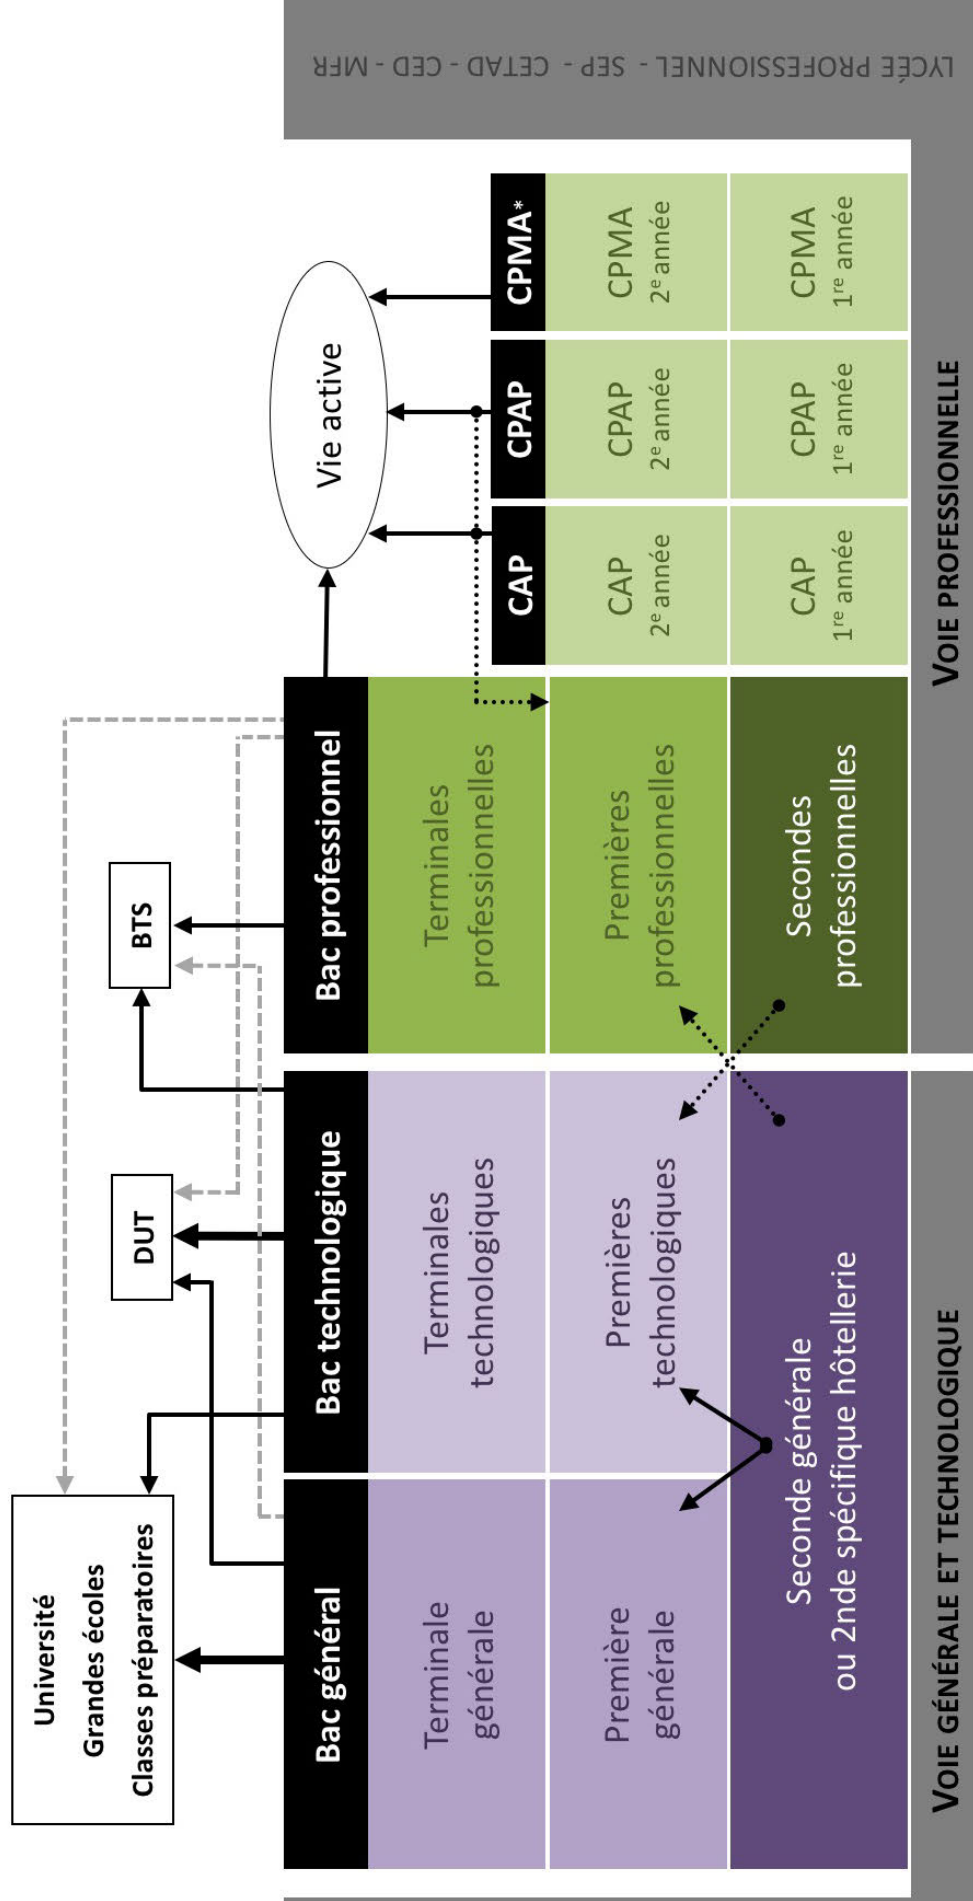 Université
Grandes écoles
Classes préparatoires
DUT
BTS
Vie active
Bac général
Bac technologique
Bac professionnel
CAP
CPAP
CPMA*
Terminale
générale
Terminales
technologiques
Terminales
professionnelles
CAP
2e année
CPAP
2e année
CPMA
2e année
Première
générale
Premières
technologiques
Premières
professionnelles
Seconde générale
ou 2nde spécifique hôtellerie
Secondes
professionnelles
CAP
1re année
CPAP
1re année
CPMA
1re année
VOIE GÉNÉRALE ET TECHNOLOGIQUE
VOIE PROFESSIONNELLE
LYCÉE PROFESSIONNEL - SEP - CETAD - CED - MFR